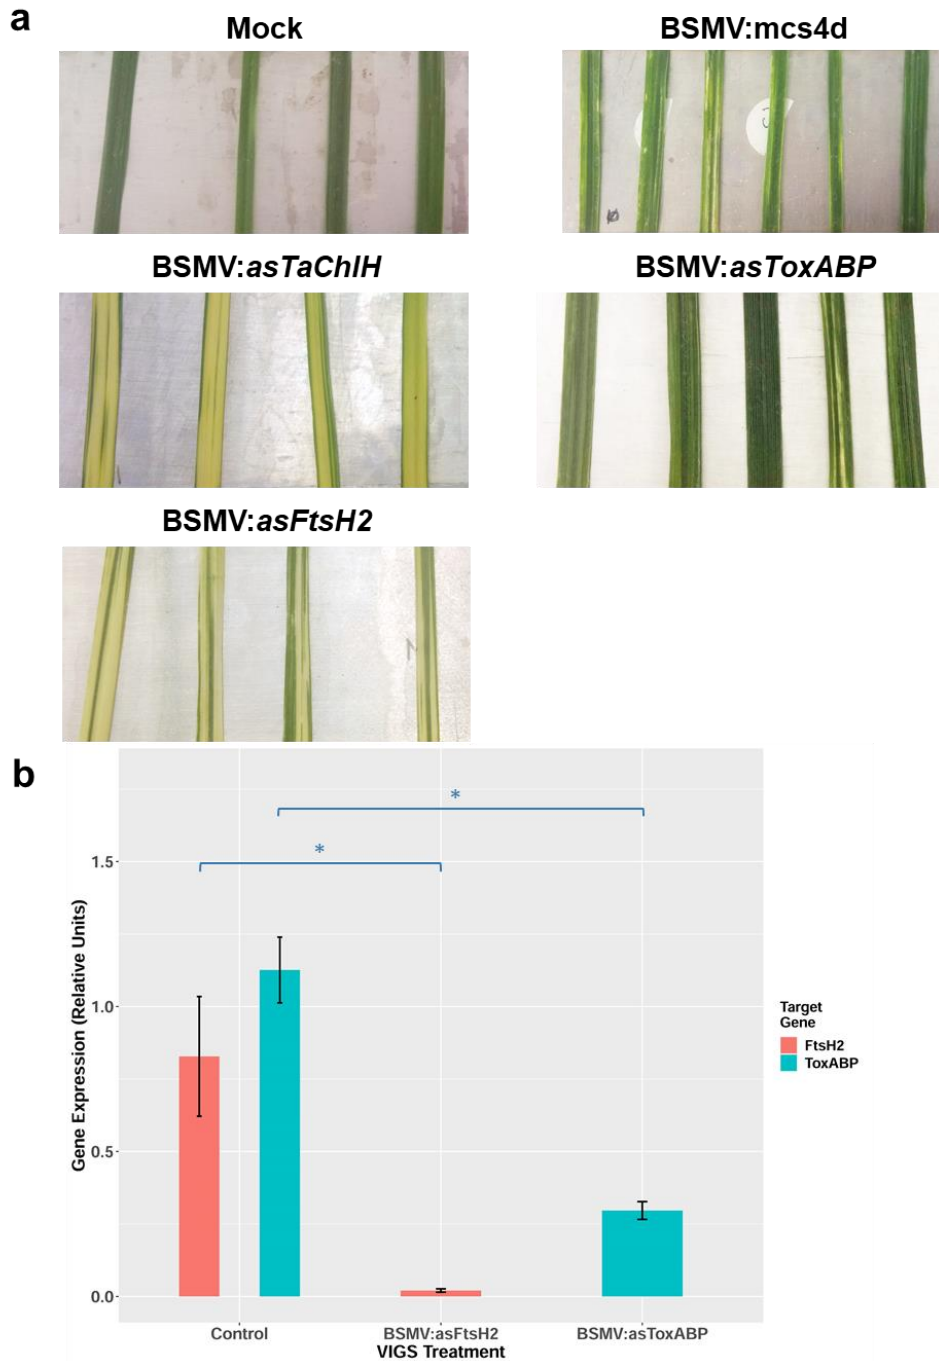 a
Mock
BSMV:mcs4d
BSMV:asTaChlH
BSMV:asToxABP
BSMV:asFtsH2
b
*
*
1.5
1.0
0.5
0.0
Gene Expression (Relative Units)
Control
BSMV:asFtsH2
BSMV:asToxABP
VIGS Treatment
Target
Gene
FtsH2
ToxABP